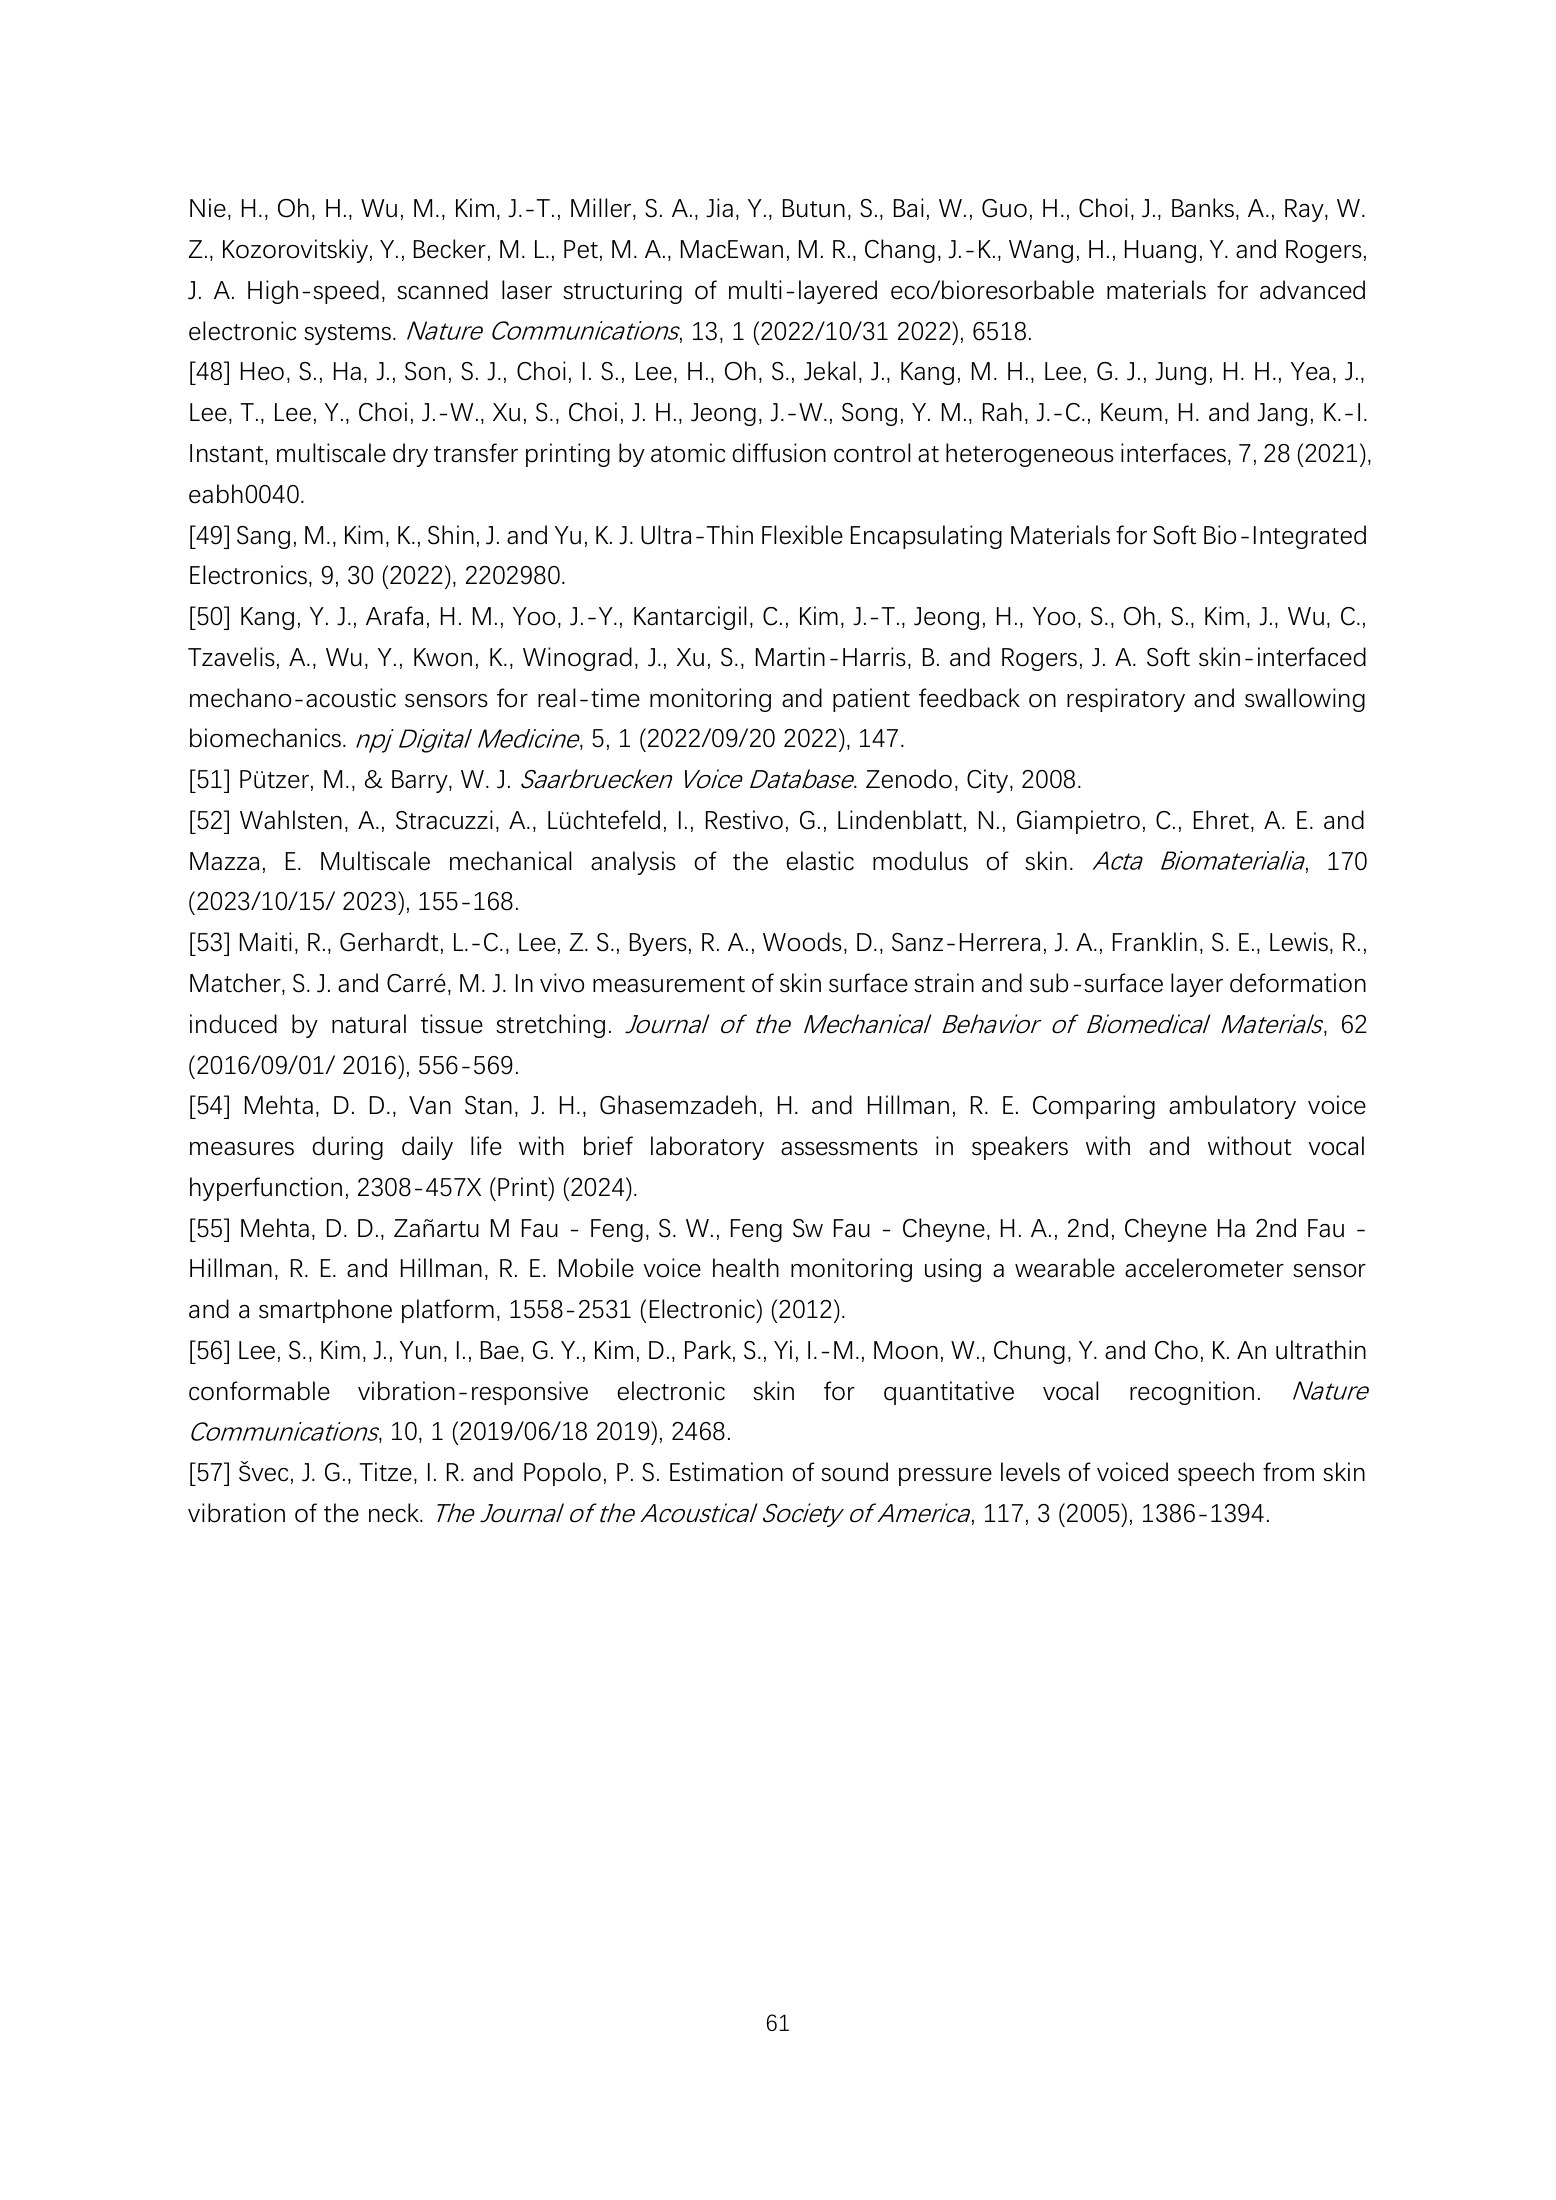 Nie, H., Oh, H., Wu, M., Kim, J.-T., Miller, S. A., Jia, Y., Butun, S., Bai, W., Guo, H., Choi, J., Banks, A., Ray, W.
Z., Kozorovitskiy, Y., Becker, M. L., Pet, M. A., MacEwan, M. R., Chang, J.-K., Wang, H., Huang, Y. and Rogers,
J. A. High-speed, scanned laser structuring of multi-layered eco/bioresorbable materials for advanced
electronic systems. Nature Communications, 13, 1 (2022/10/31 2022), 6518.
[48] Heo, S., Ha, J., Son, S. J., Choi, I. S., Lee, H., Oh, S., Jekal, J., Kang, M. H., Lee, G. J., Jung, H. H., Yea, J.,
Lee, T., Lee, Y., Choi, J.-W., Xu, S., Choi, J. H., Jeong, J.-W., Song, Y. M., Rah, J.-C., Keum, H. and Jang, K.-I.
Instant, multiscale dry transfer printing by atomic diffusion control at heterogeneous interfaces, 7, 28 (2021),
eabh0040.
[49] Sang, M., Kim, K., Shin, J. and Yu, K. J. Ultra-Thin Flexible Encapsulating Materials for Soft Bio-Integrated
Electronics, 9, 30 (2022), 2202980.
[50] Kang, Y. J., Arafa, H. M., Yoo, J.-Y., Kantarcigil, C., Kim, J.-T., Jeong, H., Yoo, S., Oh, S., Kim, J., Wu, C.,
Tzavelis, A., Wu, Y., Kwon, K., Winograd, J., Xu, S., Martin-Harris, B. and Rogers, J. A. Soft skin-interfaced
mechano-acoustic sensors for real-time monitoring and patient feedback on respiratory and swallowing
biomechanics. npj Digital Medicine, 5, 1 (2022/09/20 2022), 147.
[51] Pützer, M., & Barry, W. J. Saarbruecken Voice Database. Zenodo, City, 2008.
[52] Wahlsten, A., Stracuzzi, A., Lüchtefeld, I., Restivo, G., Lindenblatt, N., Giampietro, C., Ehret, A. E. and
Mazza, E. Multiscale mechanical analysis of the elastic modulus of skin. Acta Biomaterialia, 170
(2023/10/15/ 2023), 155-168.
[53] Maiti, R., Gerhardt, L.-C., Lee, Z. S., Byers, R. A., Woods, D., Sanz-Herrera, J. A., Franklin, S. E., Lewis, R.,
Matcher, S. J. and Carré, M. J. In vivo measurement of skin surface strain and sub-surface layer deformation
induced by natural tissue stretching. Journal of the Mechanical Behavior of Biomedical Materials, 62
(2016/09/01/ 2016), 556-569.
[54] Mehta, D. D., Van Stan, J. H., Ghasemzadeh, H. and Hillman, R. E. Comparing ambulatory voice
measures during daily life with brief laboratory assessments in speakers with and without vocal
hyperfunction, 2308-457X (Print) (2024).
[55] Mehta, D. D., Zañartu M Fau - Feng, S. W., Feng Sw Fau - Cheyne, H. A., 2nd, Cheyne Ha 2nd Fau -
Hillman, R. E. and Hillman, R. E. Mobile voice health monitoring using a wearable accelerometer sensor
and a smartphone platform, 1558-2531 (Electronic) (2012).
[56] Lee, S., Kim, J., Yun, I., Bae, G. Y., Kim, D., Park, S., Yi, I.-M., Moon, W., Chung, Y. and Cho, K. An ultrathin
conformable vibration-responsive electronic skin for quantitative vocal recognition. Nature
Communications, 10, 1 (2019/06/18 2019), 2468.
[57] Švec, J. G., Titze, I. R. and Popolo, P. S. Estimation of sound pressure levels of voiced speech from skin
vibration of the neck. The Journal of the Acoustical Society of America, 117, 3 (2005), 1386-1394.
61